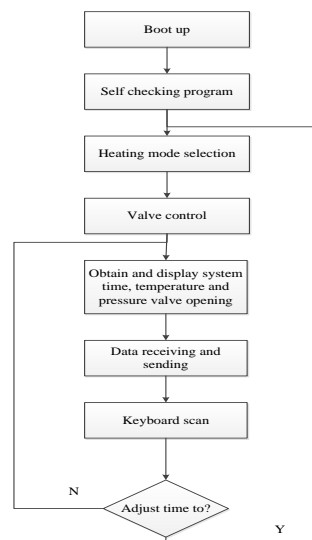 Boot up
Self checking program
Heating mode selection
Valve control
Obtain and display system
time, temperature and
pressure valve opening
Data receiving and
sending
Keyboard scan
Adjust time to?
N
Y